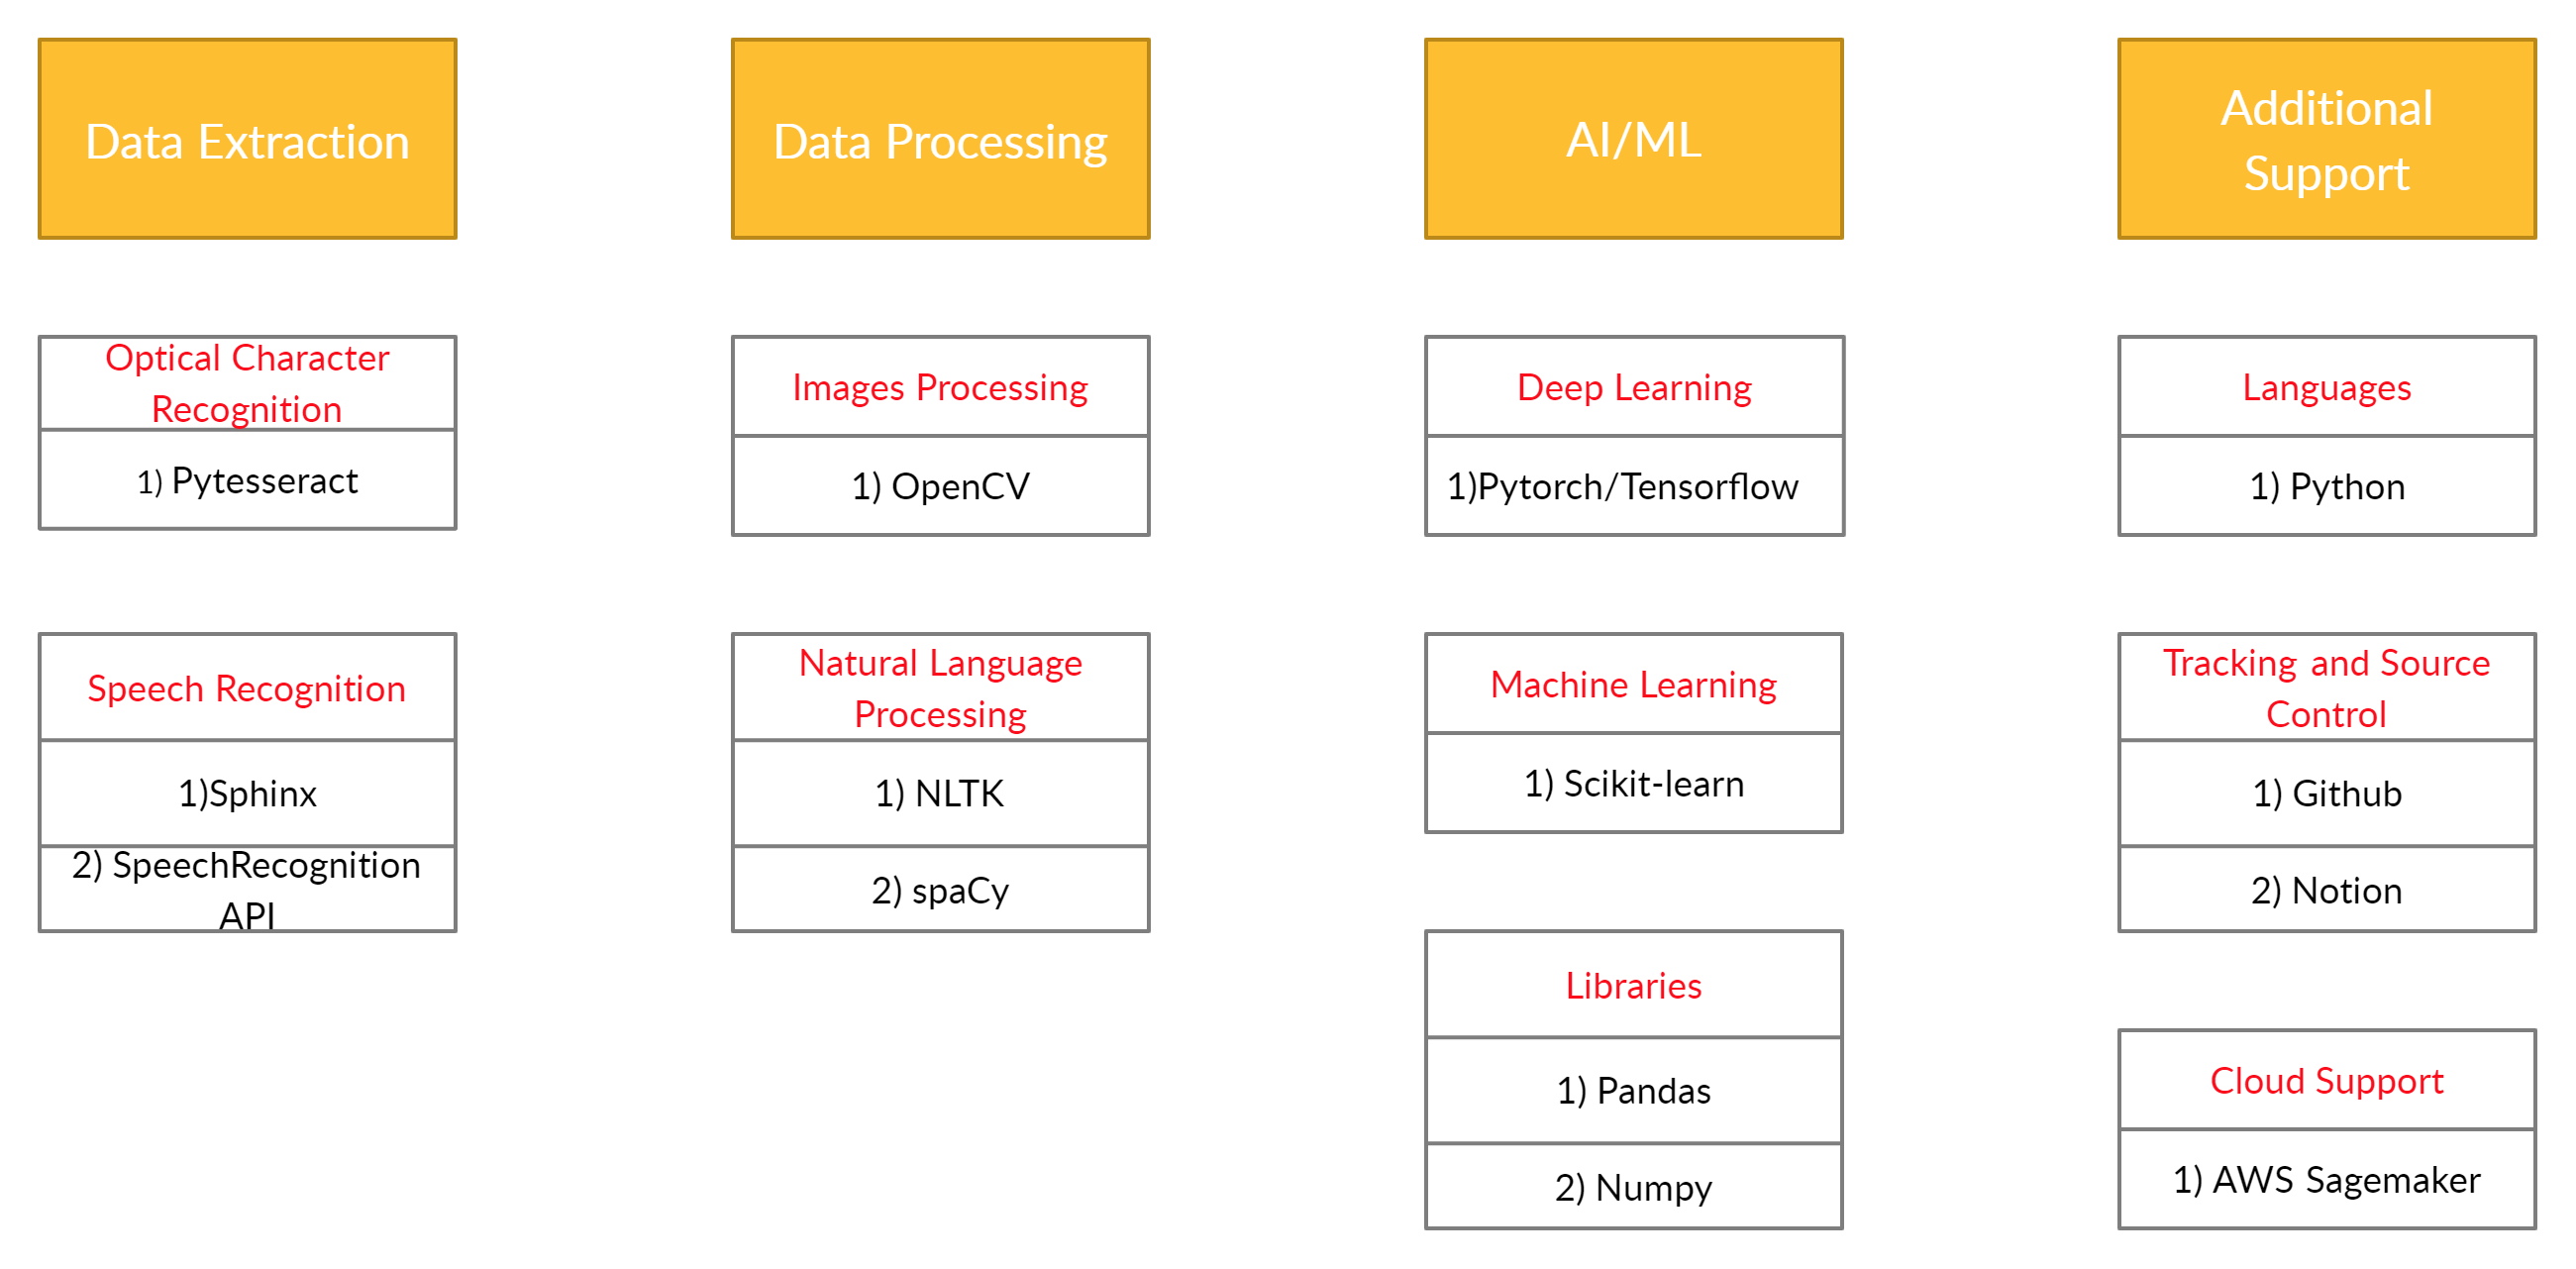 Data Extraction
Optical Character
Recognition
1) Pytesseract
Speech Recognition
1)Sphinx
2) SpeechRecognition
API
Data Processing
Images Processing
1) OpenCV
Natural Language
Processing
1) NLTK
2) spaCy
AI/ML
Deep Learning
1)Pytorch/Tensorflow
Machine Learning
1) Scikit-learn
Libraries
1) Pandas
2) Numpy
Additional
Support
Languages
1) Python
Tracking and Source
Control
1) Github
2) Notion
Cloud Support
1) AWS Sagemaker